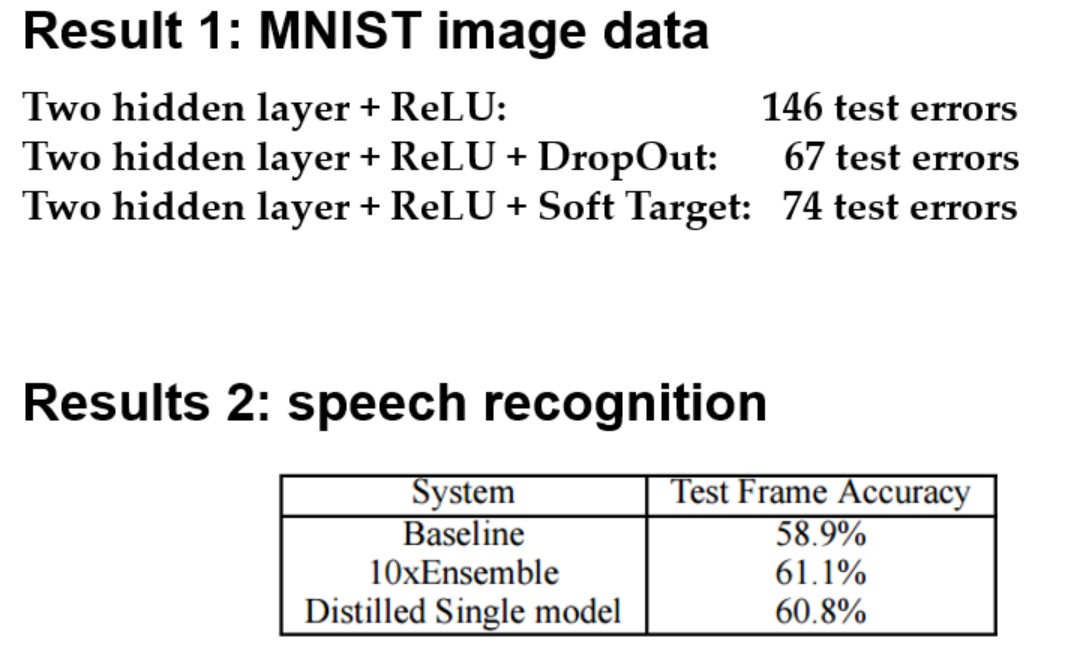 Result 1: MNIST image data
Two hidden layer + ReLU: 146 test errors
Two hidden layer + ReLU + DropOut: 67 test errors
Two hidden layer + ReLU + Soft Target: 74 test errors
Results 2: speech recognition
System Test Frame Accuracy
Baseline 58.9%
10xEnsemble 61.1%
Distilled Single model 60.8%